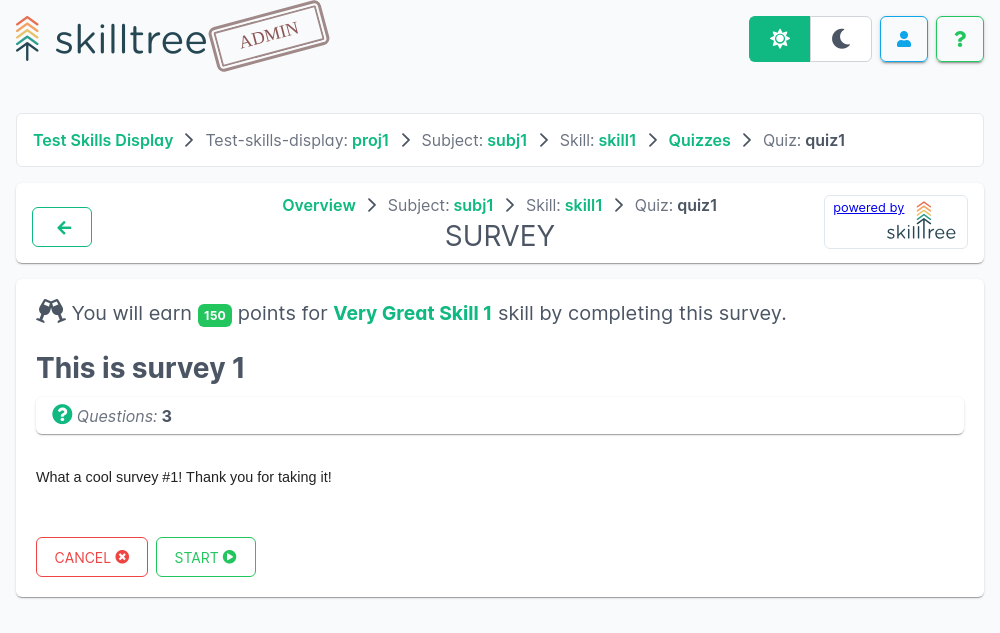 skilltree ADMIN
Test Skills Display Test-skills-display: proj1 Subject: subj1 Skill: skill1 Quizzes Quiz: quiz1
Overview Subject: subj1 Skill: skill1 Quiz: quiz1
SURVEY
powered by
skilltree
You will earn 150 points for Very Great Skill 1 skill by completing this survey.
This is survey 1
Questions: 3
What a cool survey #1! Thank you for taking it!
CANCEL START